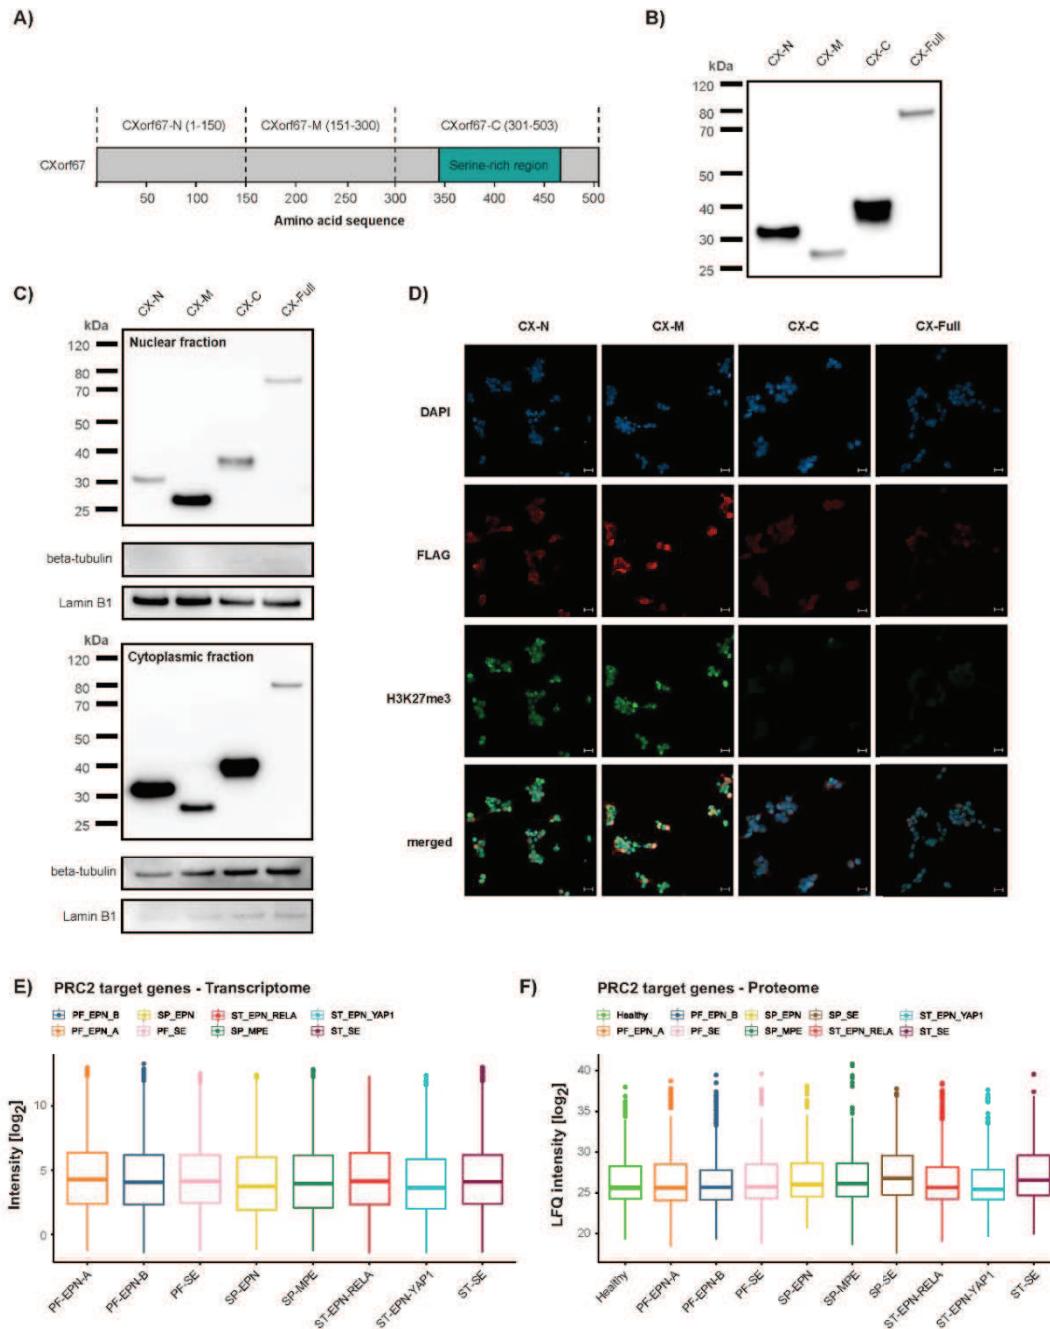 A)
CXorf67-N (1-150) CXorf67-M (151-300) CXorf67-C (301-503)
CXorf67 Serine-rich region
50 100 150 200 250 300 350 400 450 500
Amino acid sequence
B)
CX-N CX-M CX-C CX-Full
kDa
120
80
70
50
40
30
25
C)
CX-N CX-M CX-C CX-Full
kDa
Nuclear fraction
120
80
70
50
40
30
25
beta-tubulin
Lamin B1
kDa
Cytoplasmic fraction
120
80
70
50
40
30
25
beta-tubulin
Lamin B1
D)
CX-N CX-M CX-C CX-Full
DAPI
FLAG
H3K27me3
merged
E) PRC2 target genes - Transcriptome
PF_EPN_B SP_EPN ST_EPN_RELA ST_EPN_YAP1
PF_EPN_A PF_SE SP_MPE ST_SE
Intensity [log2]
10
5
0
PF-EPN-A PF-EPN-B PF-SE SP-EPN SP-MPE ST-EPN-RELA ST-EPN-YAP1 ST-SE
F) PRC2 target genes - Proteome
Healthy PF_EPN_B SP_EPN SP_SE ST_EPN_YAP1
PF_EPN_A PF_SE SP_MPE ST_EPN_RELA ST_SE
LFQ intensity [log2]
40
35
30
25
20
Healthy PF-EPN-A PF-EPN-B PF-SE SP-EPN SP-MPE SP-SE ST-EPN-RELA ST-EPN-YAP1 ST-SE